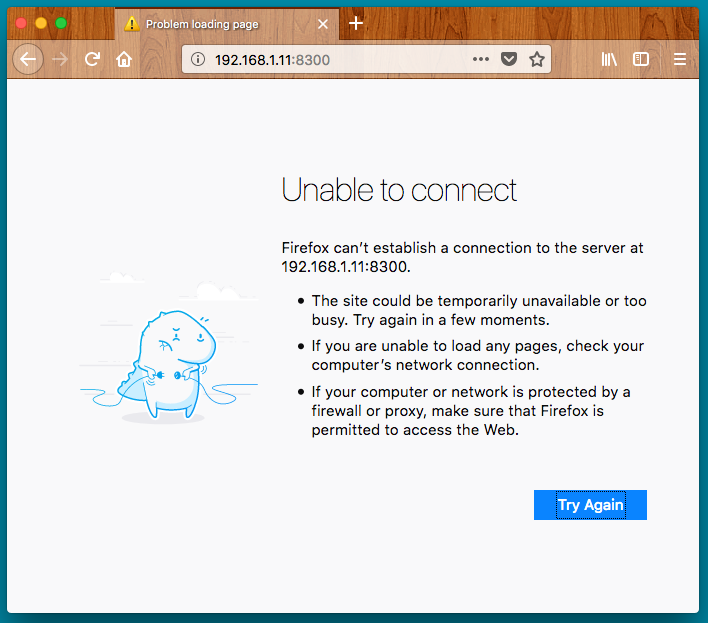 Problem loading page
192.168.1.11:8300
Unable to connect
Firefox can’t establish a connection to the server at
192.168.1.11:8300.
• The site could be temporarily unavailable or too
busy. Try again in a few moments.
• If you are unable to load any pages, check your
computer’s network connection.
• If your computer or network is protected by a
firewall or proxy, make sure that Firefox is
permitted to access the Web.
Try Again